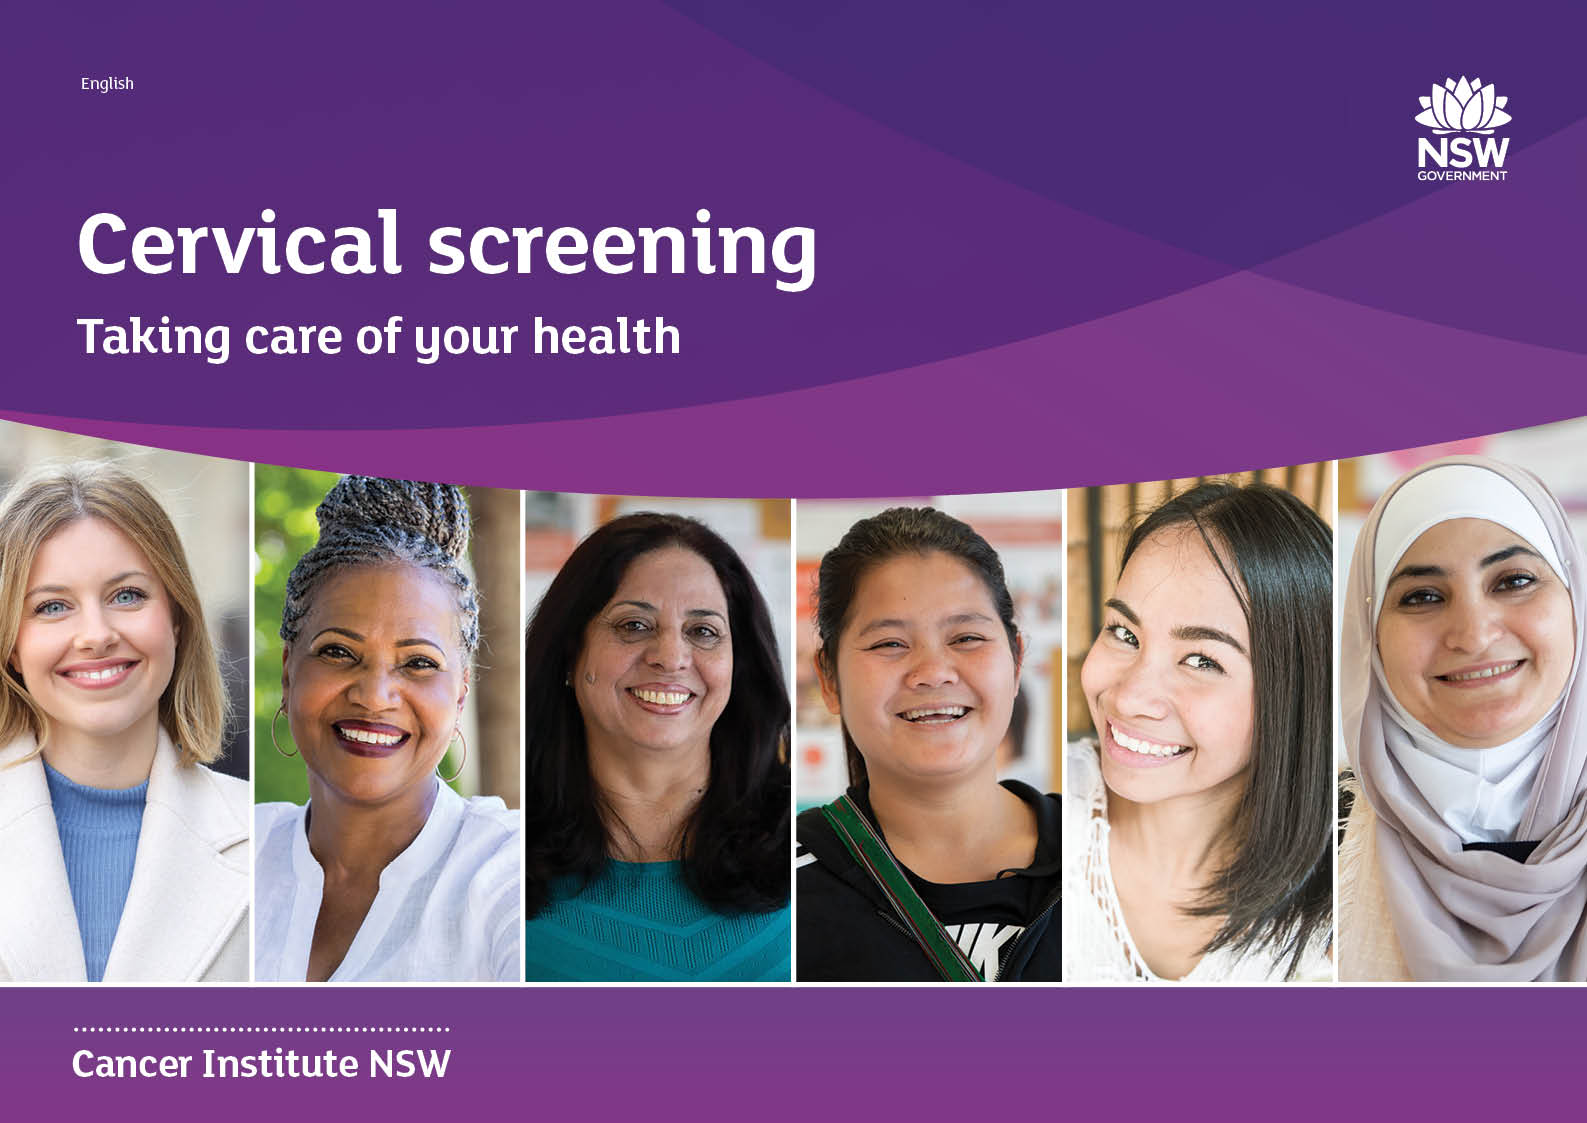 English
NSW
GOVERNMENT
Cervical screening
Taking care of your health
Cancer Institute NSW